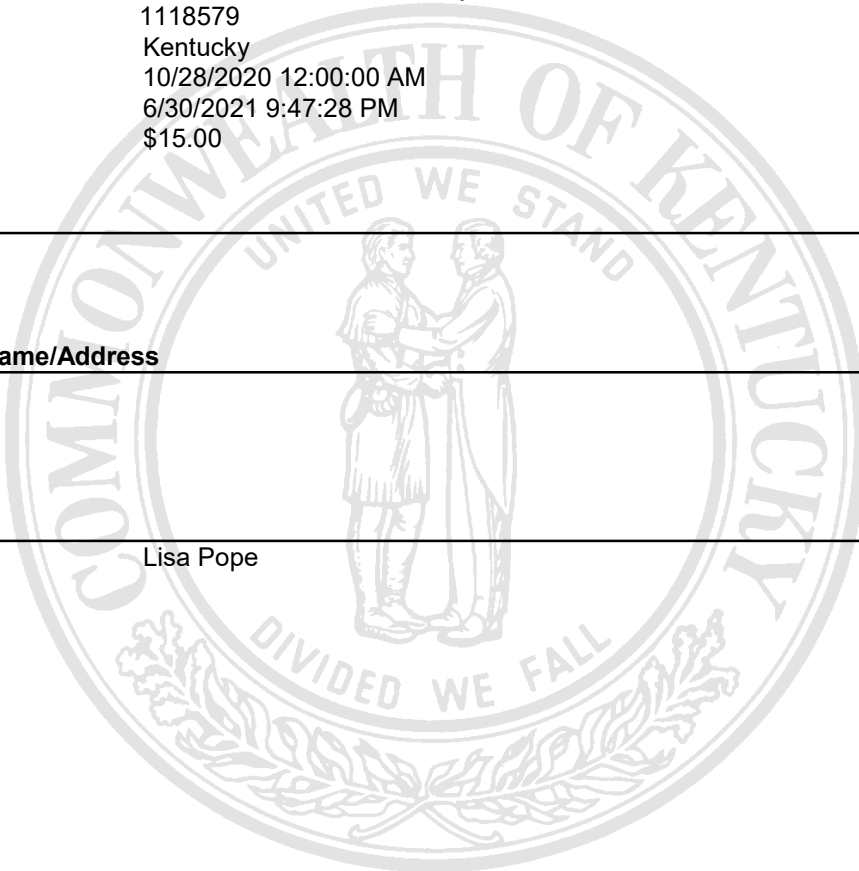 1118579
Kentucky
10/28/2020 12:00:00 AM
6/30/2021 9:47:28 PM
$15.00
COMMONWEALTH OF KENTUCKY
UNITED WE STAND
ame/Address
Lisa Pope
DIVIDED WE FALL